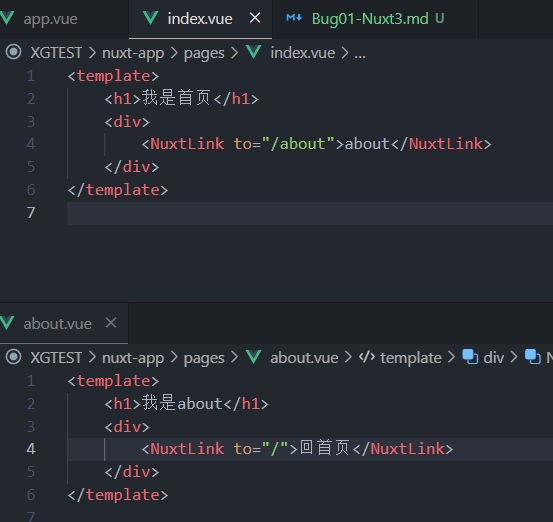 app.vue index.vue Bug01-Nuxt3.md U
XGTEST > nuxt-app > pages > index.vue > ...
1 <template>
2 <h1>我是首页</h1>
3 <div>
4 <NuxtLink to="/about">about</NuxtLink>
5 </div>
6 </template>
7
about.vue
XGTEST > nuxt-app > pages > about.vue > template > div > N
1 <template>
2 <h1>我是about</h1>
3 <div>
4 <NuxtLink to="/">回首页</NuxtLink>
5 </div>
6 </template>
7